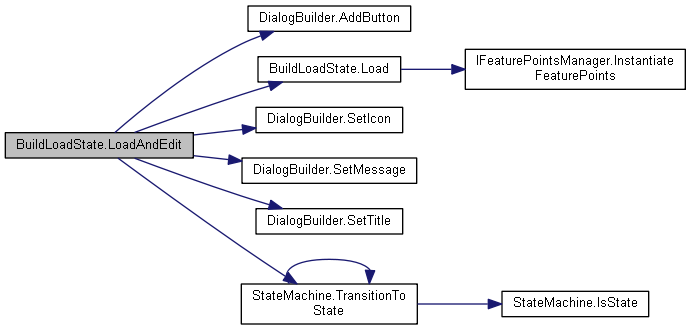 DialogBuilder.AddButton
BuildLoadState.Load
IFeaturePointsManager.Instantiate
FeaturePoints
DialogBuilder.SetIcon
BuildLoadState.LoadAndEdit
DialogBuilder.SetMessage
DialogBuilder.SetTitle
StateMachine.TransitionTo
State
StateMachine.IsState